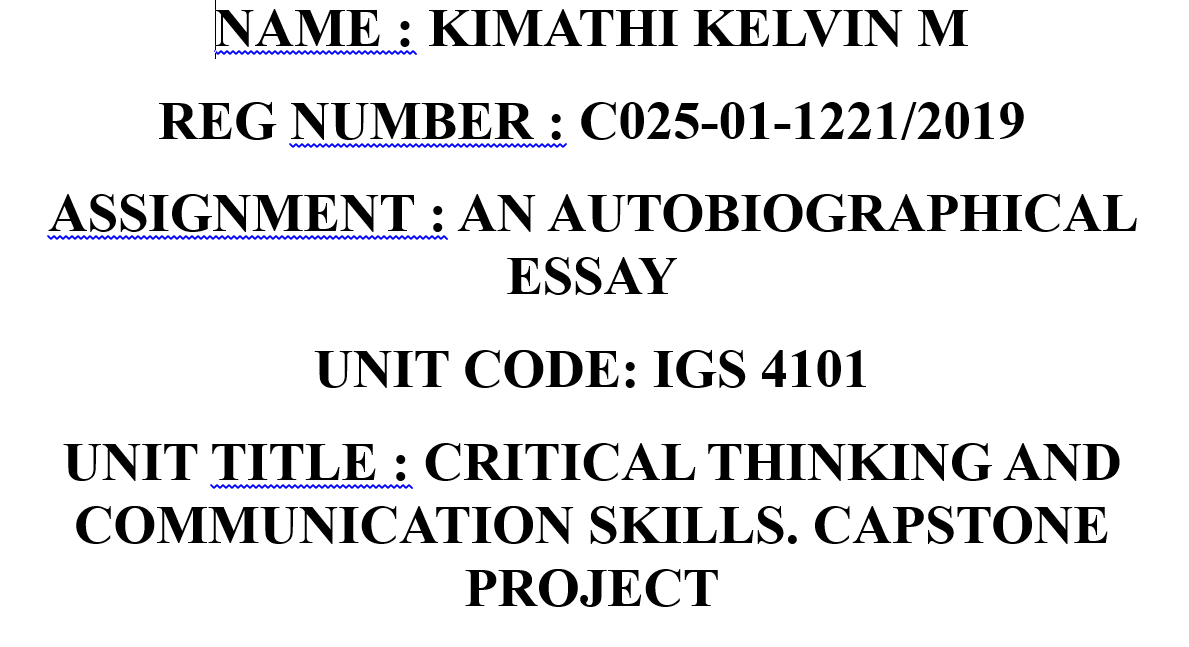 NAME : KIMATHI KELVIN M
REG NUMBER : C025-01-1221/2019
ASSIGNMENT : AN AUTOBIOGRAPHICAL
ESSAY
UNIT CODE: IGS 4101
UNIT TITLE : CRITICAL THINKING AND
COMMUNICATION SKILLS. CAPSTONE
PROJECT